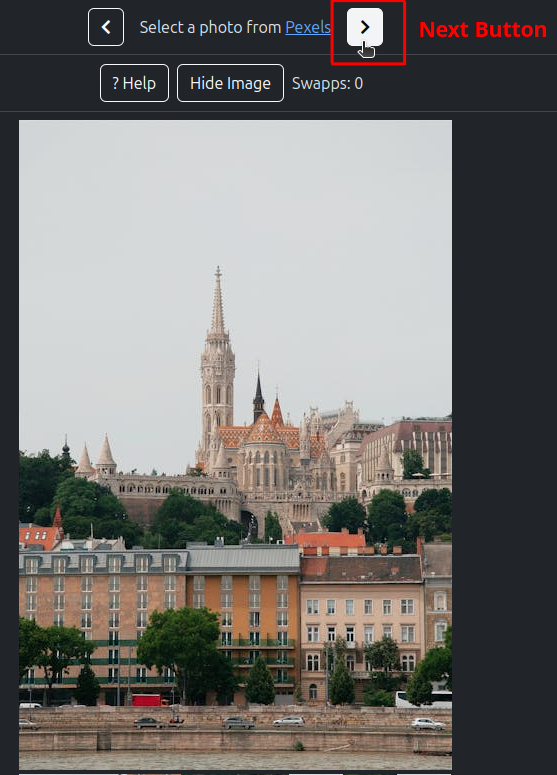 Select a photo from Pexels
Next Button
? Help
Hide Image
Swapps: 0